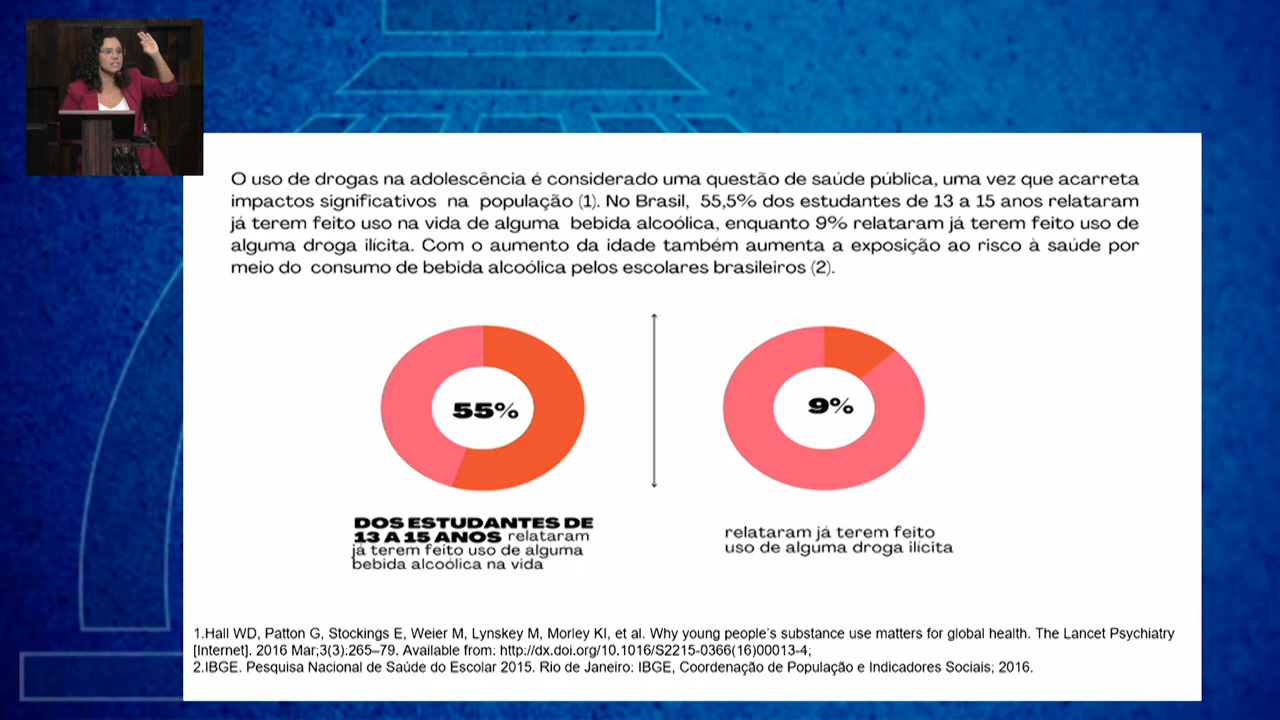 O uso de drogas na adolescência é considerado uma questão de saúde pública, uma vez que acarreta
impactos significativos na população (1). No Brasil, 55,5% dos estudantes de 13 a 15 anos relataram
já terem feito uso na vida de alguma bebida alcoólica, enquanto 9% relataram já terem feito uso de
alguma droga ilícita. Com o aumento da idade também aumenta a exposição ao risco à saúde por
meio do consumo de bebida alcoólica pelos escolares brasileiros (2).
55%
9%
DOS ESTUDANTES DE
13 A 15 ANOS relataram
já terem feito uso de alguma
bebida alcoólica na vida
relataram já terem feito
uso de alguma droga ilícita
1.Hall WD, Patton G, Stockings E, Weier M, Lynskey M, Morley KI, et al. Why young people's substance use matters for global health. The Lancet Psychiatry
[Internet]. 2016 Mar;3(3):265–79. Available from: http://dx.doi.org/10.1016/S2215-0366(16)00013-4;
2.IBGE. Pesquisa Nacional de Saúde do Escolar 2015. Rio de Janeiro: IBGE, Coordenação de População e Indicadores Sociais; 2016.